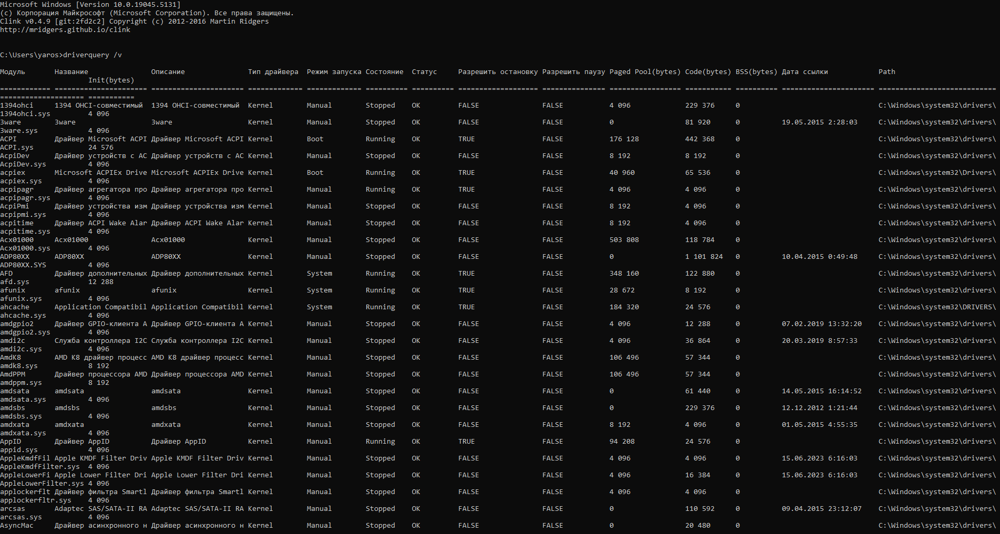 Microsoft Windows [Version 10.0.19045.5131]
(c) Корпорация Майкрософт (Microsoft Corporation). Все права защищены.
Clink v0.4.9 [git:2fd2c2] Copyright (c) 2012-2016 Martin Ridgers
http://mridgers.github.io/clink
C:\Users\yaros>driverquery /v
Модуль Название Описание Тип драйвера Режим запуска Состояние Статус Разрешить остановку Разрешить паузу Paged Pool(bytes) Code(bytes) BSS(bytes) Дата ссылки Path
Init(bytes)
============ ====================== ====================== ============= ============= ========== ========== =================== =============== ================== =========== ========== ====================== ============================
==================== ===========
1394ohci 1394 OHCI-совместимый 1394 OHCI-совместимый Kernel Manual Stopped OK FALSE FALSE 4 096 229 376 0 C:\Windows\system32\drivers\
1394ohci.sys 4 096
3ware 3ware 3ware Kernel Manual Stopped OK FALSE FALSE 0 81 920 0 19.05.2015 2:28:03 C:\Windows\system32\drivers\
3ware.sys 4 096
ACPI Драйвер Microsoft ACPI Драйвер Microsoft ACPI Kernel Boot Running OK TRUE FALSE 176 128 442 368 0 C:\Windows\system32\drivers\
ACPI.sys 24 576
AcpiDev Драйвер устройств с AC Драйвер устройств с AC Kernel Manual Stopped OK FALSE FALSE 8 192 8 192 0 C:\Windows\system32\drivers\
AcpiDev.sys 4 096
acpiex Microsoft ACPIEx Drive Microsoft ACPIEx Drive Kernel Boot Running OK TRUE FALSE 40 960 65 536 0 C:\Windows\system32\Drivers\
acpiex.sys 4 096
acpipagr Драйвер агрегатора про Драйвер агрегатора про Kernel Manual Running OK TRUE FALSE 4 096 4 096 0 C:\Windows\system32\drivers\
acpipagr.sys 4 096
AcpiPmi Драйвер устройства изм Драйвер устройства изм Kernel Manual Stopped OK FALSE FALSE 8 192 4 096 0 C:\Windows\system32\drivers\
acpipmi.sys 4 096
acpitime Драйвер ACPI Wake Alar Драйвер ACPI Wake Alar Kernel Manual Stopped OK FALSE FALSE 8 192 4 096 0 C:\Windows\system32\drivers\
acpitime.sys 4 096
Acx01000 Acx01000 Acx01000 Kernel Manual Stopped OK FALSE FALSE 503 808 118 784 0 C:\Windows\system32\drivers\
Acx01000.sys 4 096
ADP80XX ADP80XX ADP80XX Kernel Manual Stopped OK FALSE FALSE 0 1 101 824 0 10.04.2015 0:49:48 C:\Windows\system32\drivers\
ADP80XX.SYS 4 096
AFD Драйвер дополнительных Драйвер дополнительных Kernel System Running OK TRUE FALSE 348 160 122 880 0 C:\Windows\system32\drivers\
afd.sys 12 288
afunix afunix afunix Kernel System Running OK TRUE FALSE 28 672 8 192 0 C:\Windows\system32\drivers\
afunix.sys 4 096
ahcache Application Compatibil Application Compatibil Kernel System Running OK TRUE FALSE 184 320 24 576 0 C:\Windows\system32\DRIVERS\
ahcache.sys 4 096
amdgpio2 Драйвер GPIO-клиента A Драйвер GPIO-клиента A Kernel Manual Stopped OK FALSE FALSE 4 096 12 288 0 07.02.2019 13:32:20 C:\Windows\system32\drivers\
amdgpio2.sys 4 096
amdi2c Служба контроллера I2C Служба контроллера I2C Kernel Manual Stopped OK FALSE FALSE 4 096 36 864 0 20.03.2019 8:57:33 C:\Windows\system32\drivers\
amdi2c.sys 4 096
AmdK8 AMD K8 драйвер процесс AMD K8 драйвер процесс Kernel Manual Stopped OK FALSE FALSE 106 496 57 344 0 C:\Windows\system32\drivers\
amdk8.sys 8 192
AmdPPM Драйвер процессора AMD Драйвер процессора AMD Kernel Manual Stopped OK FALSE FALSE 106 496 57 344 0 C:\Windows\system32\drivers\
amdppm.sys 8 192
amdsata amdsata amdsata Kernel Manual Stopped OK FALSE FALSE 0 61 440 0 14.05.2015 16:14:52 C:\Windows\system32\drivers\
amdsata.sys 4 096
amdsbs amdsbs amdsbs Kernel Manual Stopped OK FALSE FALSE 0 229 376 0 12.12.2012 1:21:44 C:\Windows\system32\drivers\
amdsbs.sys 4 096
amdxata amdxata amdxata Kernel Manual Stopped OK FALSE FALSE 8 192 4 096 0 01.05.2015 4:55:35 C:\Windows\system32\drivers\
amdxata.sys 4 096
AppID Драйвер AppID Драйвер AppID Kernel Manual Running OK TRUE FALSE 94 208 24 576 0 C:\Windows\system32\drivers\
appid.sys 4 096
AppleKmdfFil Apple KMDF Filter Driv Apple KMDF Filter Driv Kernel Manual Stopped OK FALSE FALSE 4 096 4 096 0 15.06.2023 6:16:03 C:\Windows\system32\drivers\
AppleKmdfFilter.sys 4 096
AppleLowerFi Apple Lower Filter Dri Apple Lower Filter Dri Kernel Manual Stopped OK FALSE FALSE 4 096 16 384 0 15.06.2023 6:16:03 C:\Windows\system32\drivers\
AppleLowerFilter.sys 4 096
applockerflt Драйвер фильтра Smartl Драйвер фильтра Smartl Kernel Manual Stopped OK FALSE FALSE 4 096 4 096 0 C:\Windows\system32\drivers\
applockerfltr.sys 4 096
arcsas Adaptec SAS/SATA-II RA Adaptec SAS/SATA-II RA Kernel Manual Stopped OK FALSE FALSE 0 110 592 0 09.04.2015 23:12:07 C:\Windows\system32\drivers\
arcsas.sys 4 096
AsyncMac Драйвер асинхронного н Драйвер асинхронного н Kernel Manual Stopped OK FALSE FALSE 0 20 480 0 C:\Windows\system32\drivers\